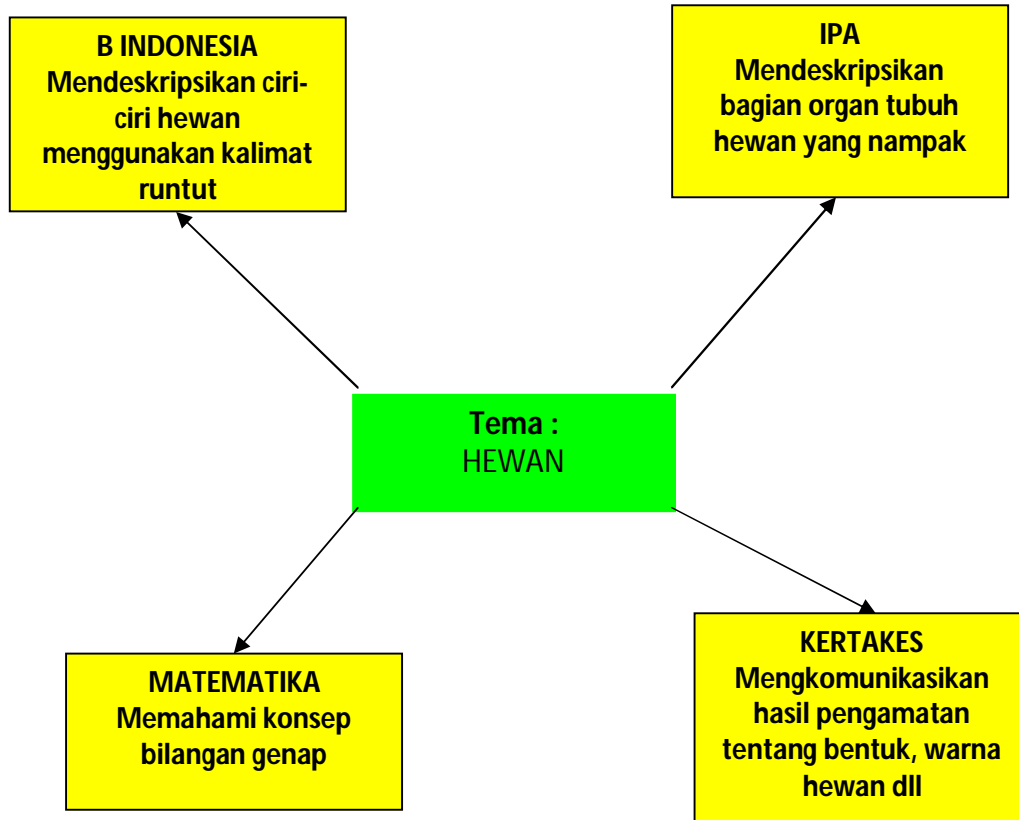 B INDONESIA
Mendeskripsikan ciri-
ciri hewan
menggunakan kalimat
runtut
IPA
Mendeskripsikan
bagian organ tubuh
hewan yang nampak
Tema :
HEWAN
MATEMATIKA
Memahami konsep
bilangan genap
KERTAKES
Mengkomunikasikan
hasil pengamatan
tentang bentuk, warna
hewan dll